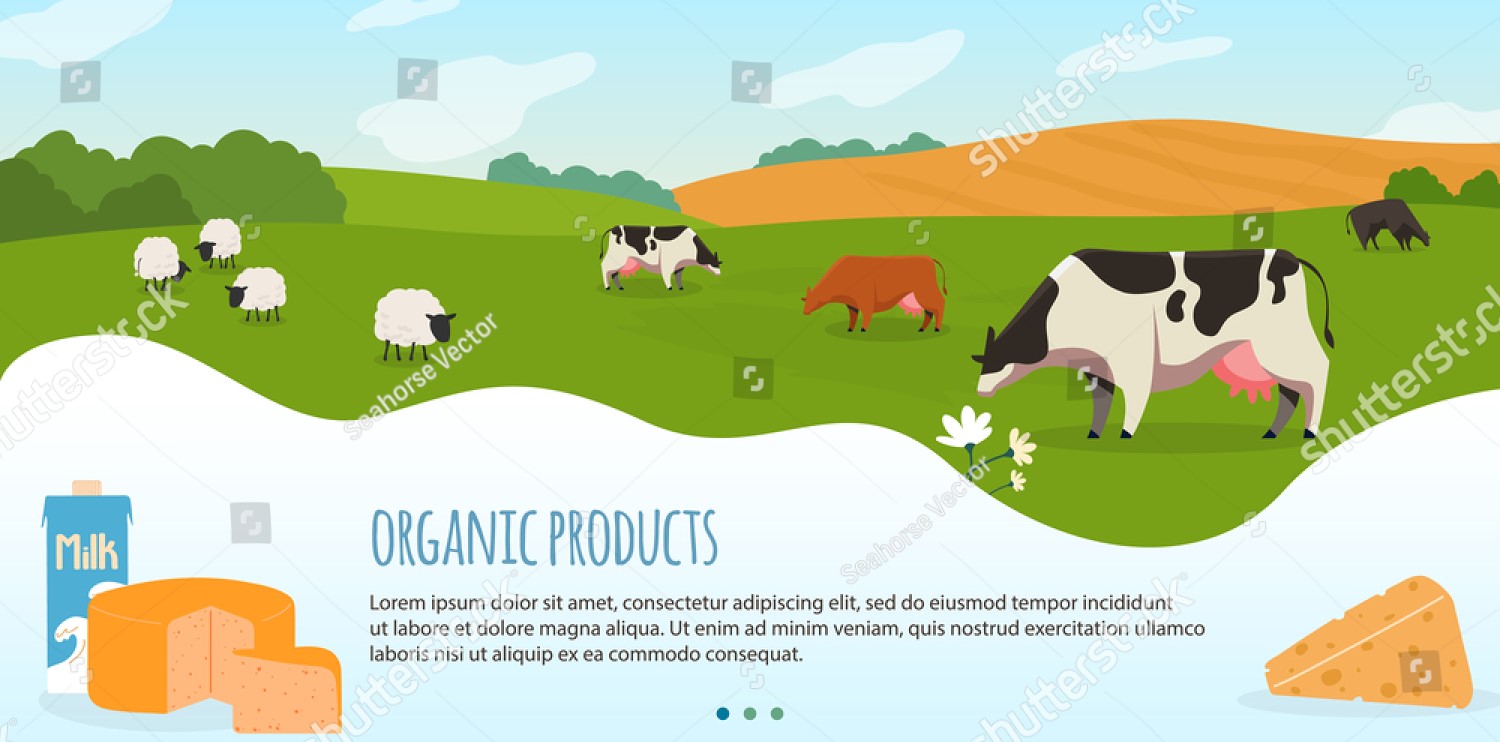 shutterstock
shutterstock
Seahorse Vector
shutterstock
shutterstock
Milk
ORGANIC PRODUCTS
Seahorse Vector
Lorem ipsum dolor sit amet, consectetur adipiscing elit, sed do eiusmod tempor incididunt
ut labore et dolore magna aliqua. Ut enim ad minim veniam, quis nostrud exercitation ullamco
laboris nisi ut aliquip ex ea commodo consequat.
shutterstock
shutterstock